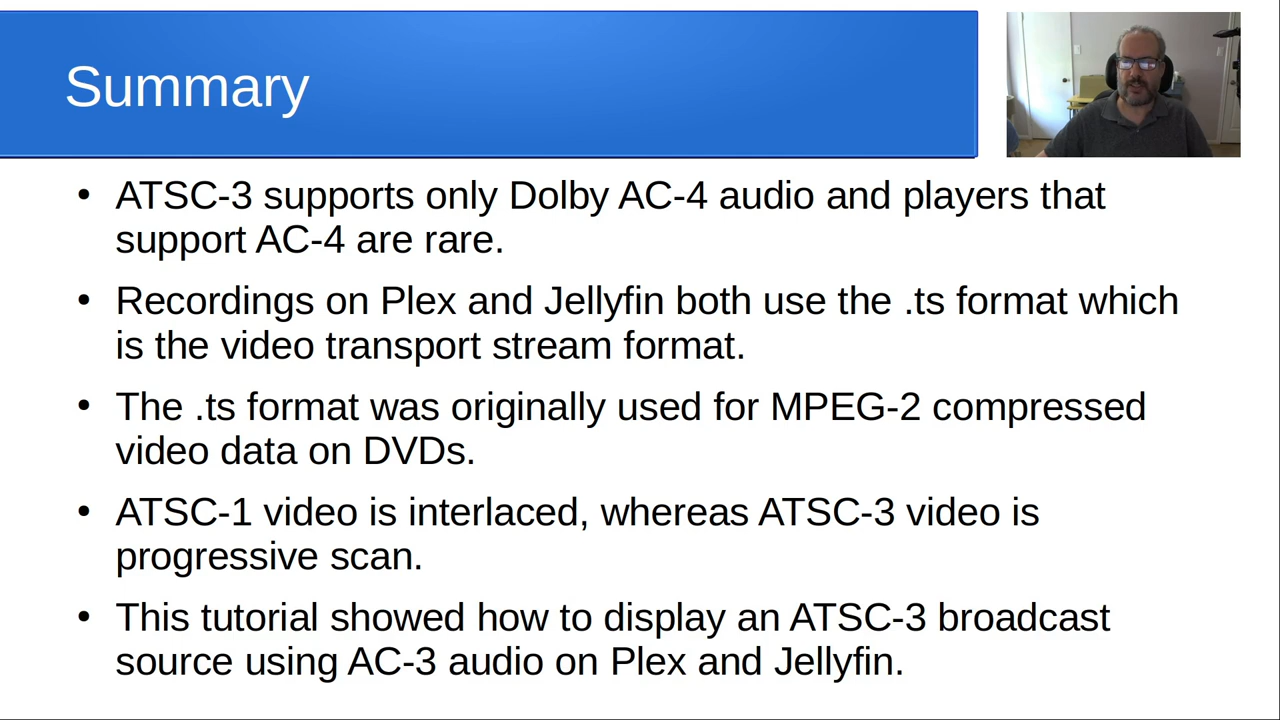 Summary
• ATSC-3 supports only Dolby AC-4 audio and players that
support AC-4 are rare.
• Recordings on Plex and Jellyfin both use the .ts format which
is the video transport stream format.
• The .ts format was originally used for MPEG-2 compressed
video data on DVDs.
• ATSC-1 video is interlaced, whereas ATSC-3 video is
progressive scan.
• This tutorial showed how to display an ATSC-3 broadcast
source using AC-3 audio on Plex and Jellyfin.